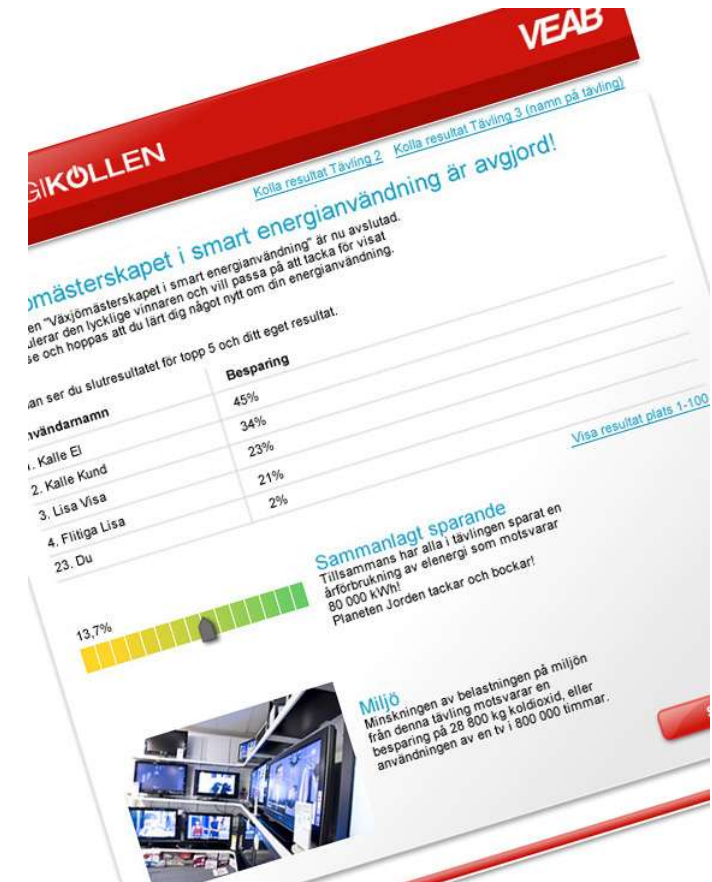 VEAB
GIKOLLEN
Kolla resultat Tävling 2 Kolla resultat Tävling 3 (namn på tävling)
ömästerskapet i smart energianvändning är avgjord!
en "Växjömästerskapet i smart energianvändning" är nu avslutad.
ulerar den lycklige vinnaren och vill passa på att tacka för visat
se och hoppas att du lärt dig något nytt om din energianvändning.
an ser du slutresultatet för topp 5 och ditt eget resultat.
nvändarnamn Besparing
1. Kalle El 45%
2. Kalle Kund 34%
3. Lisa Visa 23%
4. Flitiga Lisa 21%
23. Du 2%
Visa resultat plats 1-100
13,7%
Sammanlagt sparande
Tillsammans har alla i tävlingen sparat en
årförbrukning av elenergi som motsvarar
80 000 kWh!
Planeten Jorden tackar och bockar!
Miljö
Minskningen av belastningen på miljön
från denna tävling motsvarar en
besparing på 28 800 kg koldioxid, eller
användningen av en tv i 800 000 timmar.